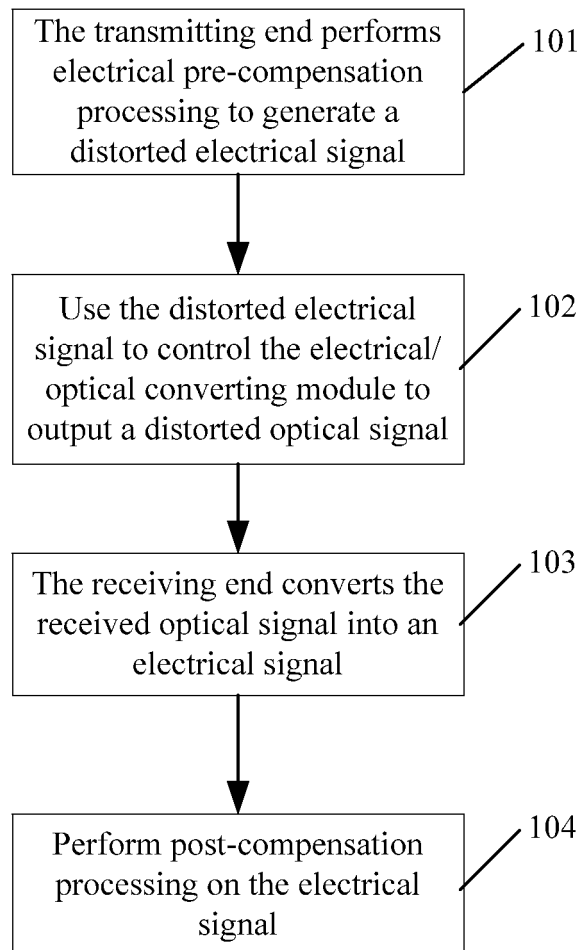 The transmitting end performs
electrical pre-compensation
processing to generate a
distorted electrical signal
101
Use the distorted electrical
signal to control the electrical/
optical converting module to
output a distorted optical signal
102
The receiving end converts the
received optical signal into an
electrical signal
103
Perform post-compensation
processing on the electrical
signal
104